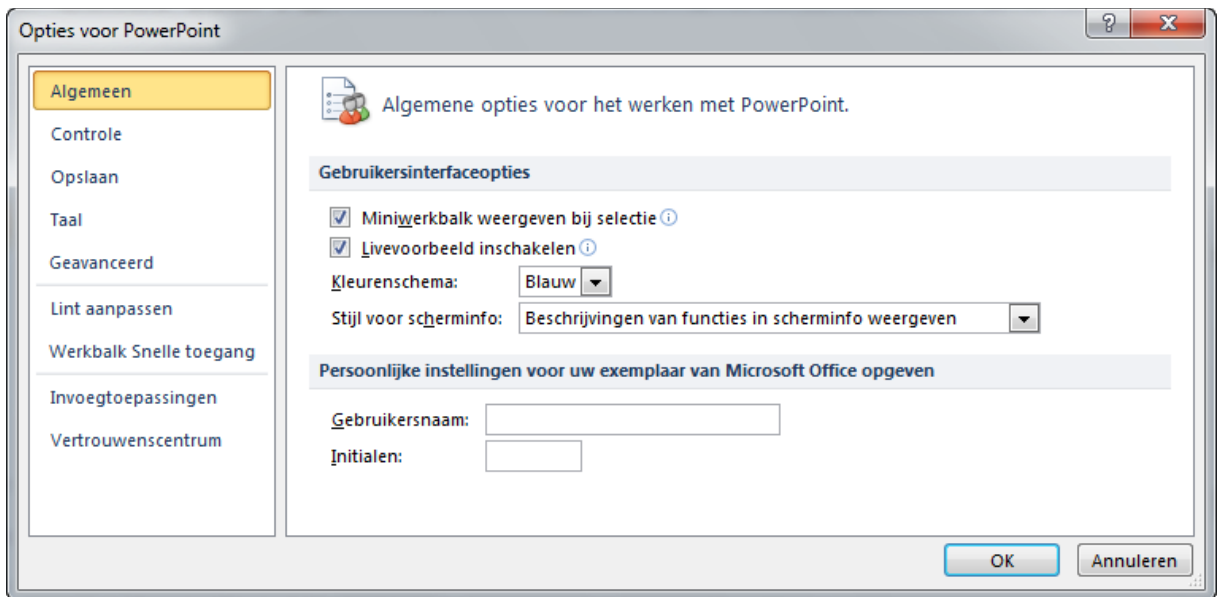 Opties voor PowerPoint
Algemeen
Controle
Opslaan
Taal
Geavanceerd
Lint aanpassen
Werkbalk Snelle toegang
Invoegtoepassingen
Vertrouwenscentrum
Algemene opties voor het werken met PowerPoint.
Gebruikersinterfaceopties
Miniwerkbalk weergeven bij selectie
Livevoorbeeld inschakelen
Kleurenschema: Blauw
Stijl voor scherminfo: Beschrijvingen van functies in scherminfo weergeven
Persoonlijke instellingen voor uw exemplaar van Microsoft Office opgeven
Gebruikersnaam:
Initialen:
OK Annuleren